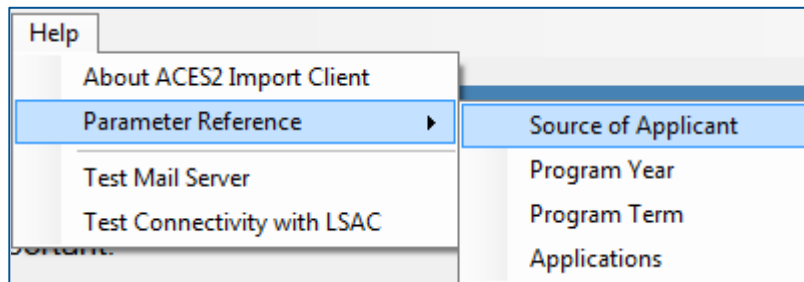 Help
About ACES2 Import Client
Parameter Reference
Source of Applicant
Program Year
Test Mail Server
Program Term
Test Connectivity with LSAC
Applications